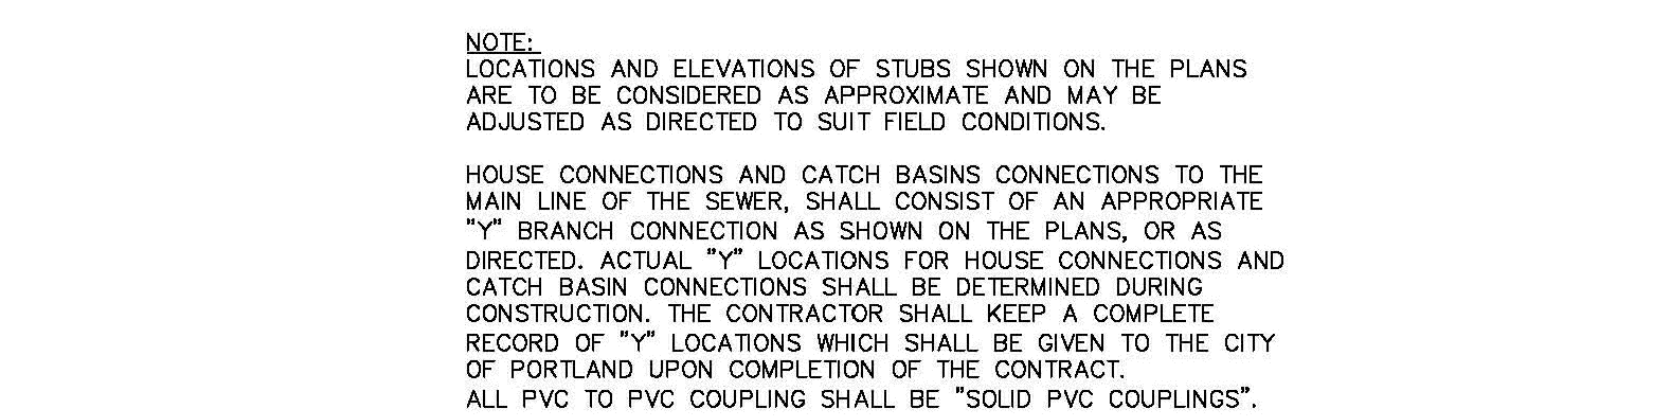 NOTE:
LOCATIONS AND ELEVATIONS OF STUBS SHOWN ON THE PLANS
ARE TO BE CONSIDERED AS APPROXIMATE AND MAY BE
ADJUSTED AS DIRECTED TO SUIT FIELD CONDITIONS.
HOUSE CONNECTIONS AND CATCH BASINS CONNECTIONS TO THE
MAIN LINE OF THE SEWER, SHALL CONSIST OF AN APPROPRIATE
"Y" BRANCH CONNECTION AS SHOWN ON THE PLANS, OR AS
DIRECTED. ACTUAL "Y" LOCATIONS FOR HOUSE CONNECTIONS AND
CATCH BASIN CONNECTIONS SHALL BE DETERMINED DURING
CONSTRUCTION. THE CONTRACTOR SHALL KEEP A COMPLETE
RECORD OF "Y" LOCATIONS WHICH SHALL BE GIVEN TO THE CITY
OF PORTLAND UPON COMPLETION OF THE CONTRACT.
ALL PVC TO PVC COUPLING SHALL BE "SOLID PVC COUPLINGS".